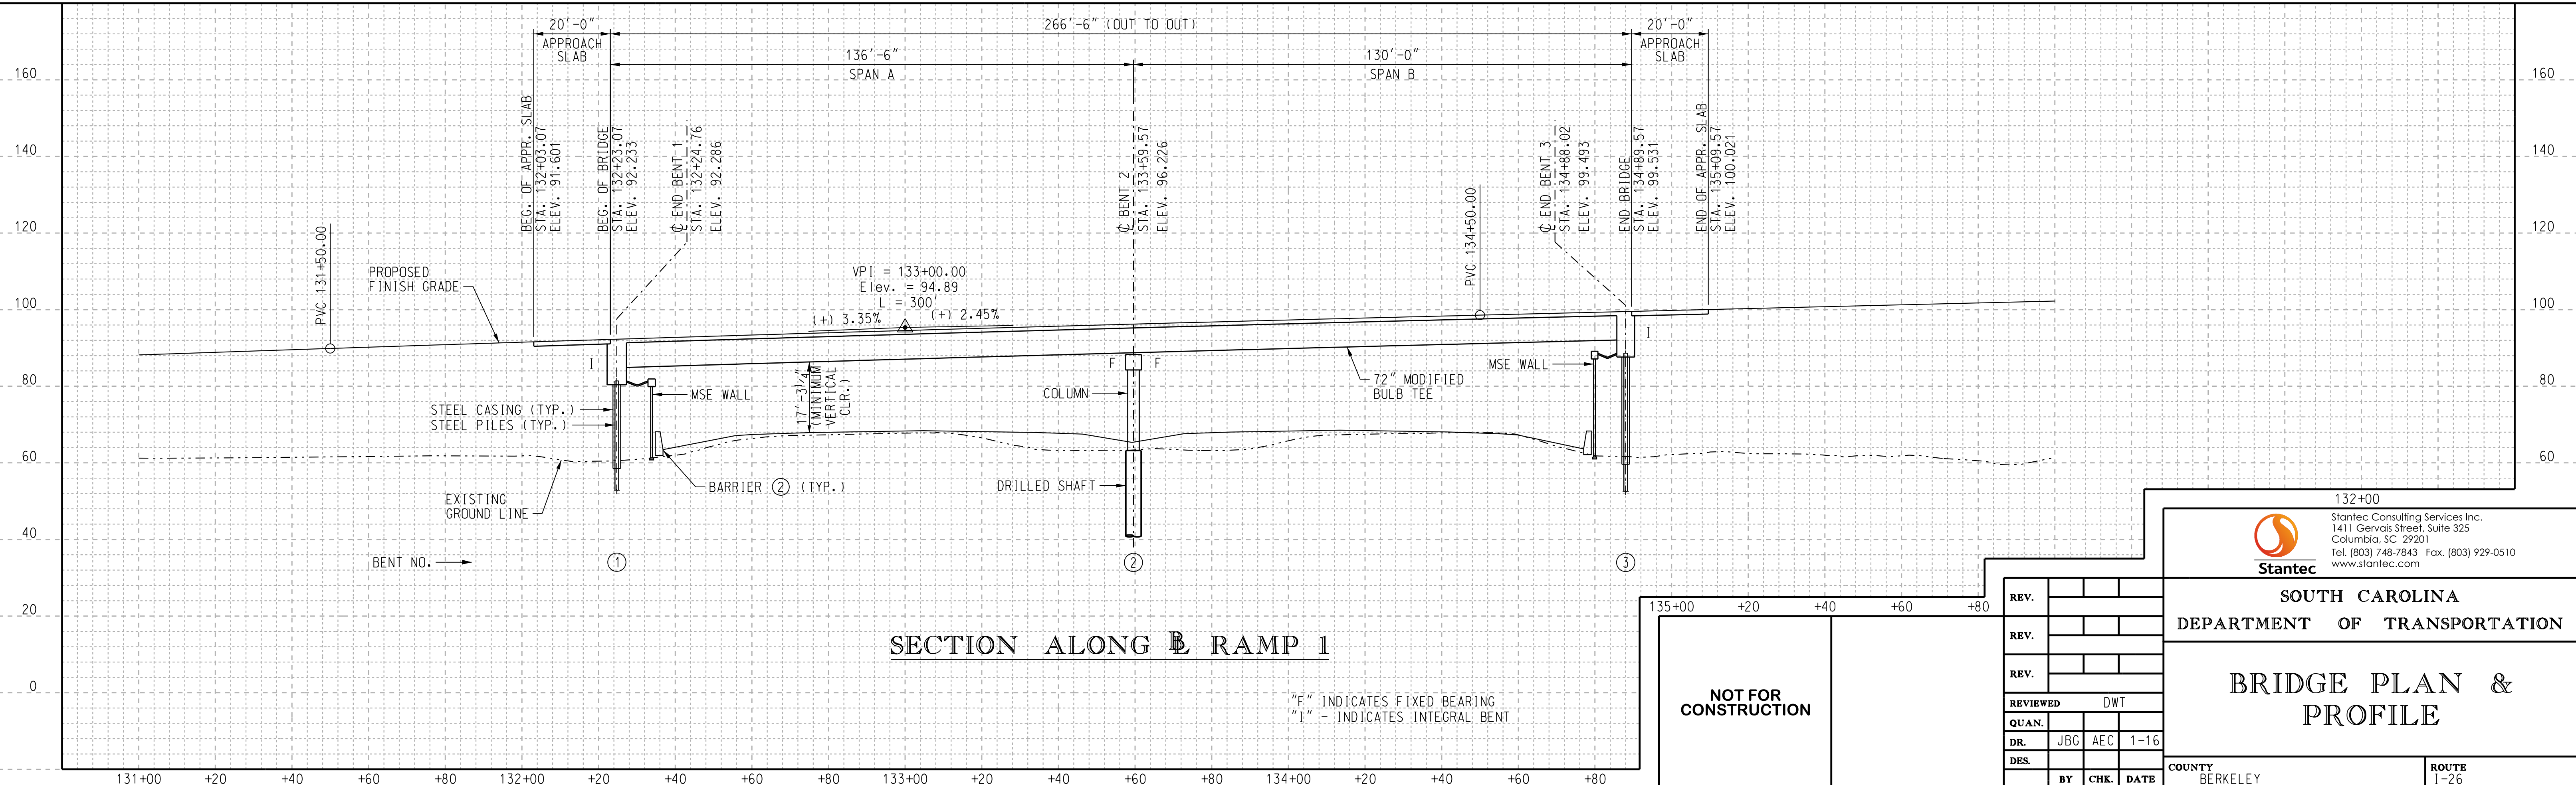 20'-0"
APPROACH
SLAB
266'-6" (OUT TO OUT)
20'-0"
APPROACH
SLAB
136'-6"
SPAN A
130'-0"
SPAN B
160
140
120
100
80
60
40
20
0
160
140
120
100
80
60
BEG. OF APPR. SLAB
STA. 132+03.07
ELEV. 91.601
BEG. OF BRIDGE
STA. 132+23.07
ELEV. 92.233
℄ END BENT 1
STA. 132+24.76
ELEV. 92.286
℄ BENT 2
STA. 133+59.57
ELEV. 96.226
℄ END BENT 3
STA. 134+88.02
ELEV. 99.493
END BRIDGE
STA. 134+89.57
ELEV. 99.531
END OF APPR. SLAB
STA. 135+09.57
ELEV. 100.021
PVC 131+50.00
PROPOSED
FINISH GRADE
VPI = 133+00.00
Elev. = 94.89
L = 300'
(+) 3.35%
(+) 2.45%
PVC 134+50.00
I
F
F
I
MSE WALL
17'-3¼"
(MINIMUM
VERTICAL
CLR.)
COLUMN
72" MODIFIED
BULB TEE
MSE WALL
STEEL CASING (TYP.)
STEEL PILES (TYP.)
BARRIER 2 (TYP.)
DRILLED SHAFT
EXISTING
GROUND LINE
BENT NO.
1
2
3
SECTION ALONG BL RAMP 1
"F" INDICATES FIXED BEARING
"I" - INDICATES INTEGRAL BENT
131+00 +20 +40 +60 +80 132+00 +20 +40 +60 +80 133+00 +20 +40 +60 +80 134+00 +20 +40 +60 +80
135+00 +20 +40 +60 +80
132+00
NOT FOR
CONSTRUCTION
Stantec
Stantec Consulting Services Inc.
1411 Gervais Street, Suite 325
Columbia, SC 29201
Tel. (803) 748-7843 Fax. (803) 929-0510
www.stantec.com
SOUTH CAROLINA
DEPARTMENT OF TRANSPORTATION
BRIDGE PLAN &
PROFILE
REV.
REV.
REV.
REVIEWED DWT
QUAN.
DR. JBG AEC 1-16
DES.
BY CHK. DATE
COUNTY
BERKELEY
ROUTE
I-26